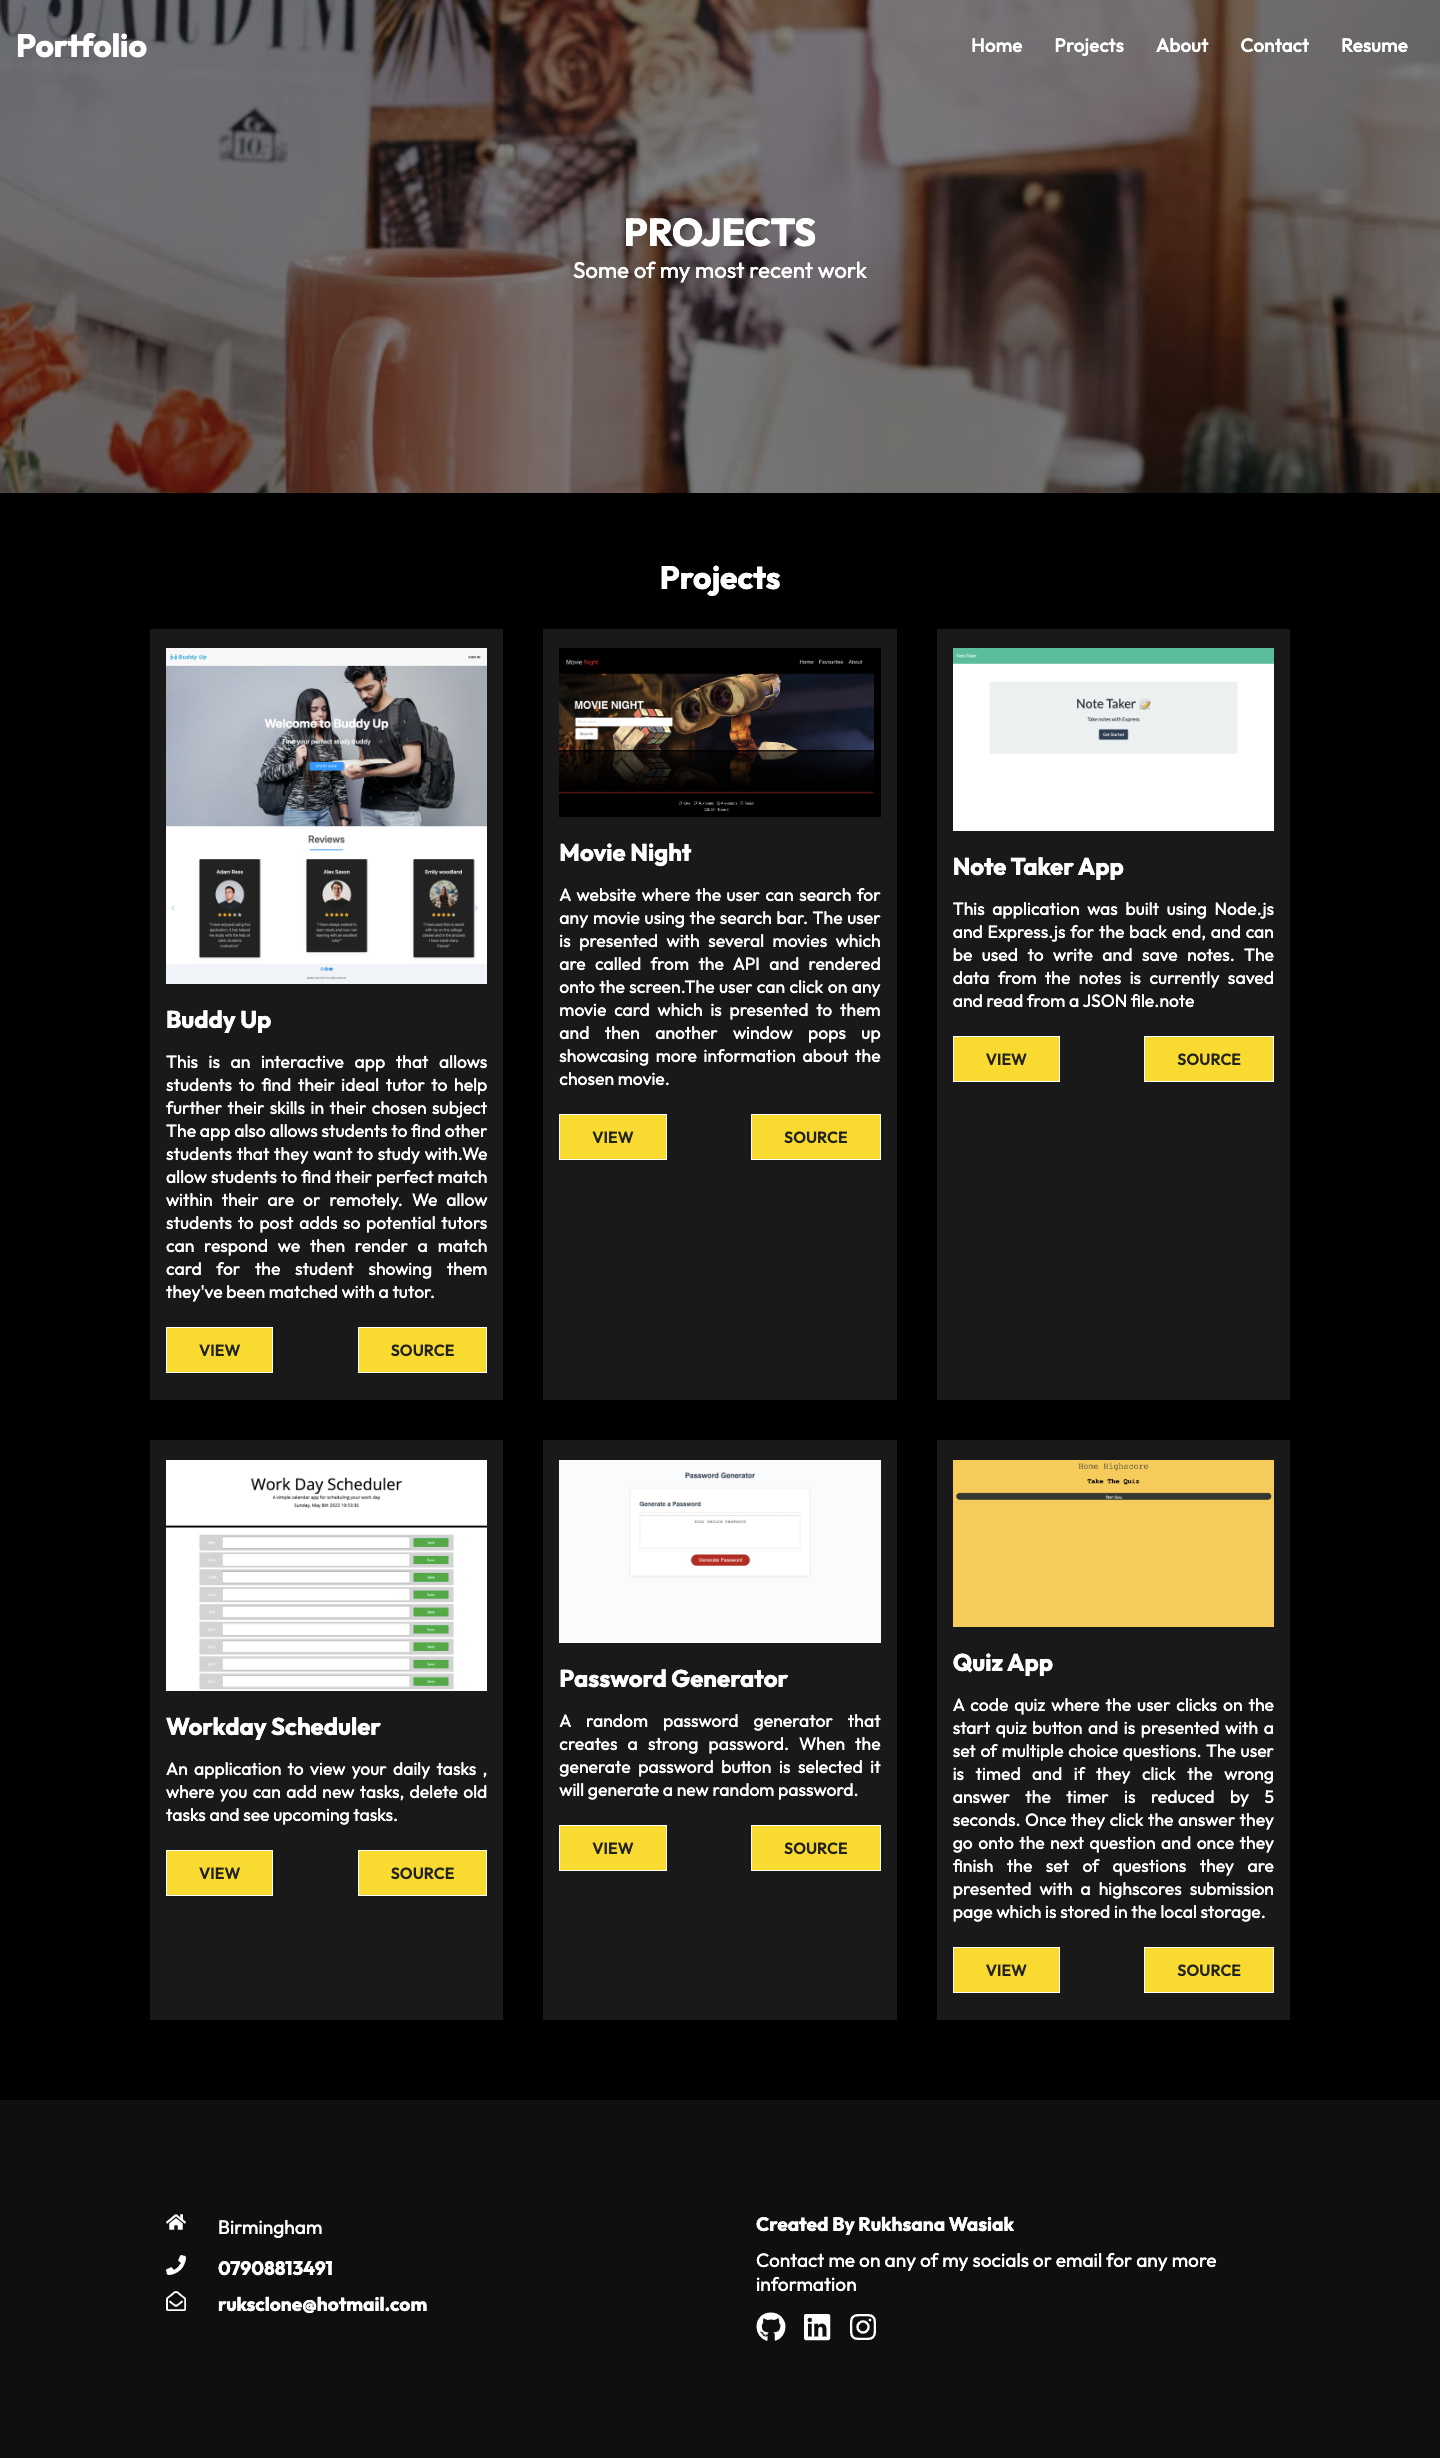 Portfolio
Home Projects About Contact Resume
PROJECTS
Some of my most recent work
Projects
Buddy Up
SIGN IN
Welcome to Buddy Up
Find your perfect study buddy
Reviews
Adam Rees
Alex Saxon
Emily woodland
Buddy Up
This is an interactive app that allows
students to find their ideal tutor to help
further their skills in their chosen subject
The app also allows students to find other
students that they want to study with.We
allow students to find their perfect match
within their are or remotely. We allow
students to post adds so potential tutors
can respond we then render a match
card for the student showing them
they've been matched with a tutor.
VIEW SOURCE
Movie Night
Home Favourites About
MOVIE NIGHT
Search
Movie Night
A website where the user can search for
any movie using the search bar. The user
is presented with several movies which
are called from the API and rendered
onto the screen.The user can click on any
movie card which is presented to them
and then another window pops up
showcasing more information about the
chosen movie.
VIEW SOURCE
Note Taker
Note Taker 📝
Take notes with Express
Get Started
Note Taker App
This application was built using Node.js
and Express.js for the back end, and can
be used to write and save notes. The
data from the notes is currently saved
and read from a JSON file.note
VIEW SOURCE
Work Day Scheduler
A simple calendar app for scheduling your work day
Sunday, May 8th 2022 19:53:36
Workday Scheduler
An application to view your daily tasks ,
where you can add new tasks, delete old
tasks and see upcoming tasks.
VIEW SOURCE
Password Generator
Generate a Password
Your Secure Password
Generate Password
Password Generator
A random password generator that
creates a strong password. When the
generate password button is selected it
will generate a new random password.
VIEW SOURCE
Home Highscore
Take The Quiz
Start Quiz
Quiz App
A code quiz where the user clicks on the
start quiz button and is presented with a
set of multiple choice questions. The user
is timed and if they click the wrong
answer the timer is reduced by 5
seconds. Once they click the answer they
go onto the next question and once they
finish the set of questions they are
presented with a highscores submission
page which is stored in the local storage.
VIEW SOURCE
Birmingham
07908813491
ruksclone@hotmail.com
Created By Rukhsana Wasiak
Contact me on any of my socials or email for any more
information